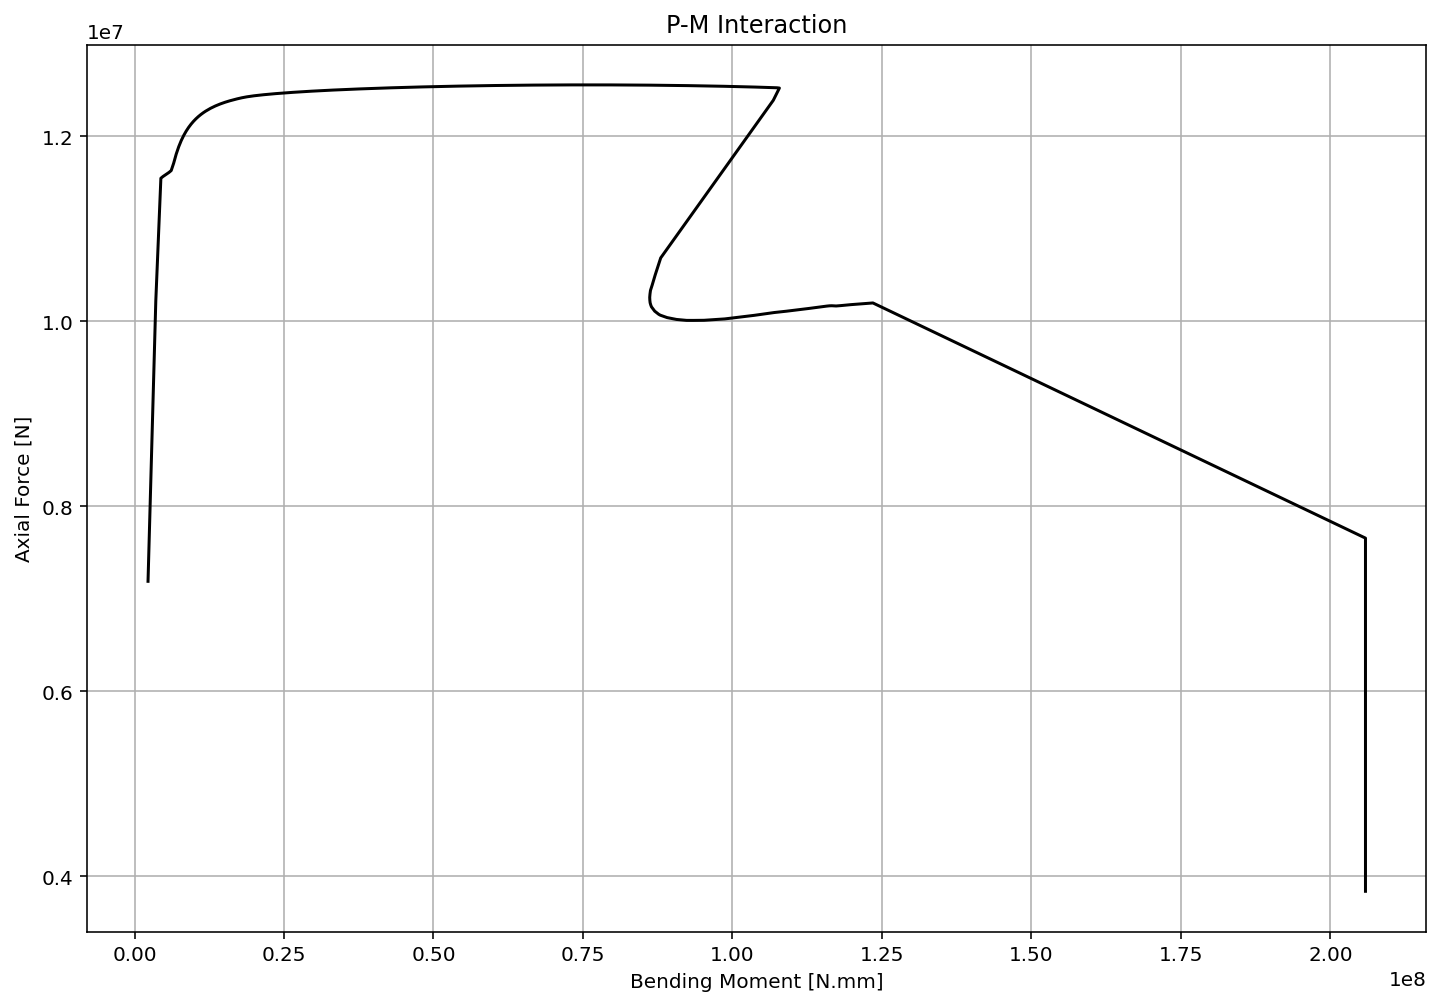 P-M Interaction
1e7
1.2
1.0
0.8
0.6
0.4
Axial Force [N]
0.00 0.25 0.50 0.75 1.00 1.25 1.50 1.75 2.00
Bending Moment [N.mm]
1e8